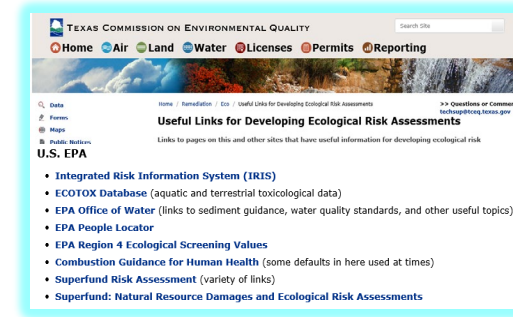 TEXAS COMMISSION ON ENVIRONMENTAL QUALITY
Search Site
Home Air Land Water Licenses Permits Reporting
Data
Forms
Maps
Public Notices
Home / Remediation / Eco / Useful Links for Developing Ecological Risk Assessments
>> Questions or Commen
techsup@tceq.texas.gov
Useful Links for Developing Ecological Risk Assessments
Links to pages on this and other sites that have useful information for developing ecological risk
U.S. EPA
• Integrated Risk Information System (IRIS)
• ECOTOX Database (aquatic and terrestrial toxicological data)
• EPA Office of Water (links to sediment guidance, water quality standards, and other useful topics)
• EPA People Locator
• EPA Region 4 Ecological Screening Values
• Combustion Guidance for Human Health (some defaults in here used at times)
• Superfund Risk Assessment (variety of links)
• Superfund: Natural Resource Damages and Ecological Risk Assessments